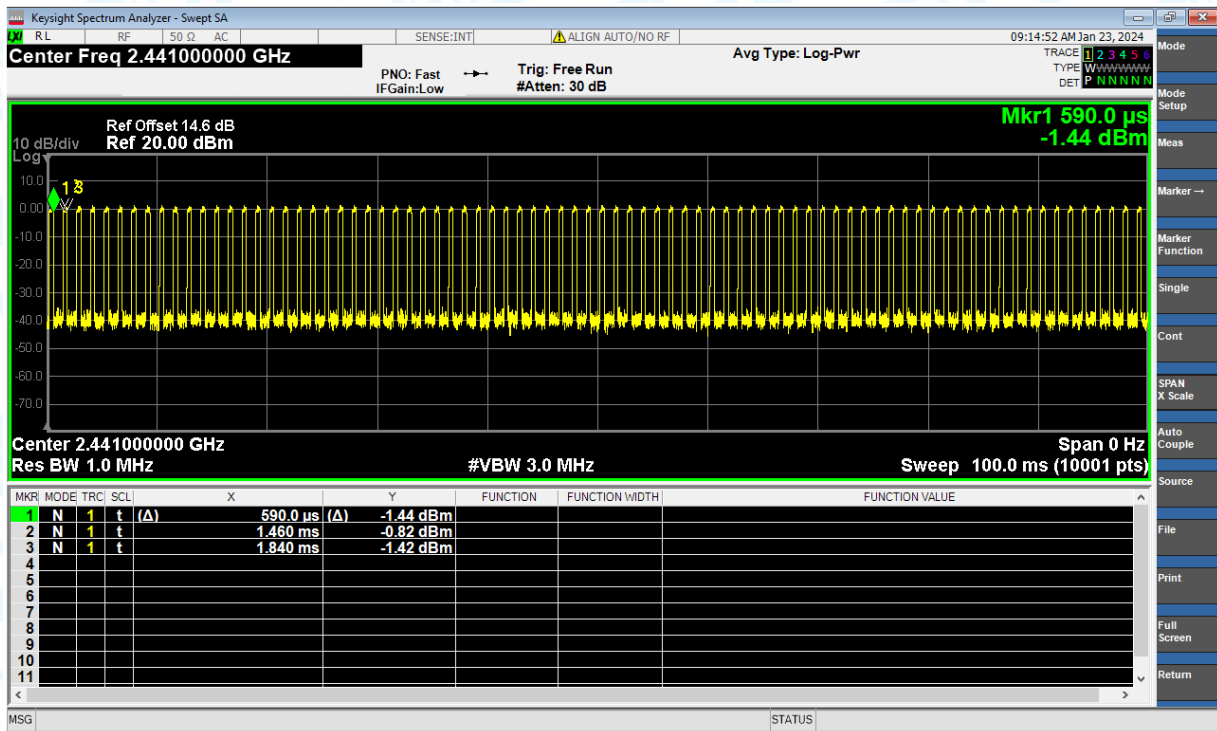 Keysight Spectrum Analyzer - Swept SA
LXI RL RF 50 Ω AC SENSE:INT ALIGN AUTO/NO RF 09:14:52 AM Jan 23, 2024
Center Freq 2.441000000 GHz
Avg Type: Log-Pwr
TRACE 1 2 3 4 5 6
TYPE WWWWWW
DET P N N N N N
PNO: Fast
IFGain:Low
Trig: Free Run
#Atten: 30 dB
Mkr1 590.0 µs
-1.44 dBm
Ref Offset 14.6 dB
10 dB/div Ref 20.00 dBm
Log
10.0
0.00
-10.0
-20.0
-30.0
-40.0
-50.0
-60.0
-70.0
1 3
Center 2.441000000 GHz Span 0 Hz
Res BW 1.0 MHz #VBW 3.0 MHz Sweep 100.0 ms (10001 pts)
MKR MODE TRC SCL X Y FUNCTION FUNCTION WIDTH FUNCTION VALUE
1 N 1 t (Δ) 590.0 µs (Δ) -1.44 dBm
2 N 1 t 1.460 ms -0.82 dBm
3 N 1 t 1.840 ms -1.42 dBm
4
5
6
7
8
9
10
11
MSG STATUS
Mode
Mode
Setup
Meas
Marker →
Marker
Function
Single
Cont
SPAN
X Scale
Auto
Couple
Source
File
Print
Full
Screen
Return